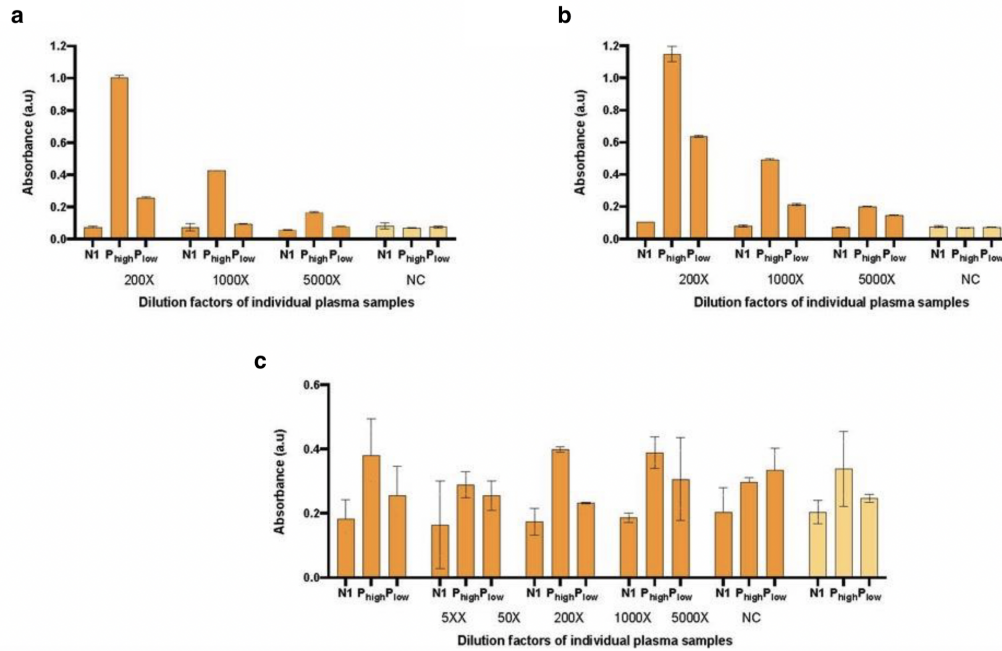 a
1.2
1.0
0.8
0.6
0.4
0.2
0.0
Absorbance (a.u)
N1 Phigh Plow N1 Phigh Plow N1 Phigh Plow N1 Phigh Plow
200X 1000X 5000X NC
Dilution factors of individual plasma samples
b
1.2
1.0
0.8
0.6
0.4
0.2
0.0
Absorbance (a.u)
N1 Phigh Plow N1 Phigh Plow N1 Phigh Plow N1 Phigh Plow
200X 1000X 5000X NC
Dilution factors of individual plasma samples
c
0.6
0.4
0.2
0.0
Absorbance (a.u)
N1 Phigh Plow N1 Phigh Plow N1 Phigh Plow N1 Phigh Plow N1 Phigh Plow N1 Phigh Plow
5XX 50X 200X 1000X 5000X NC
Dilution factors of individual plasma samples